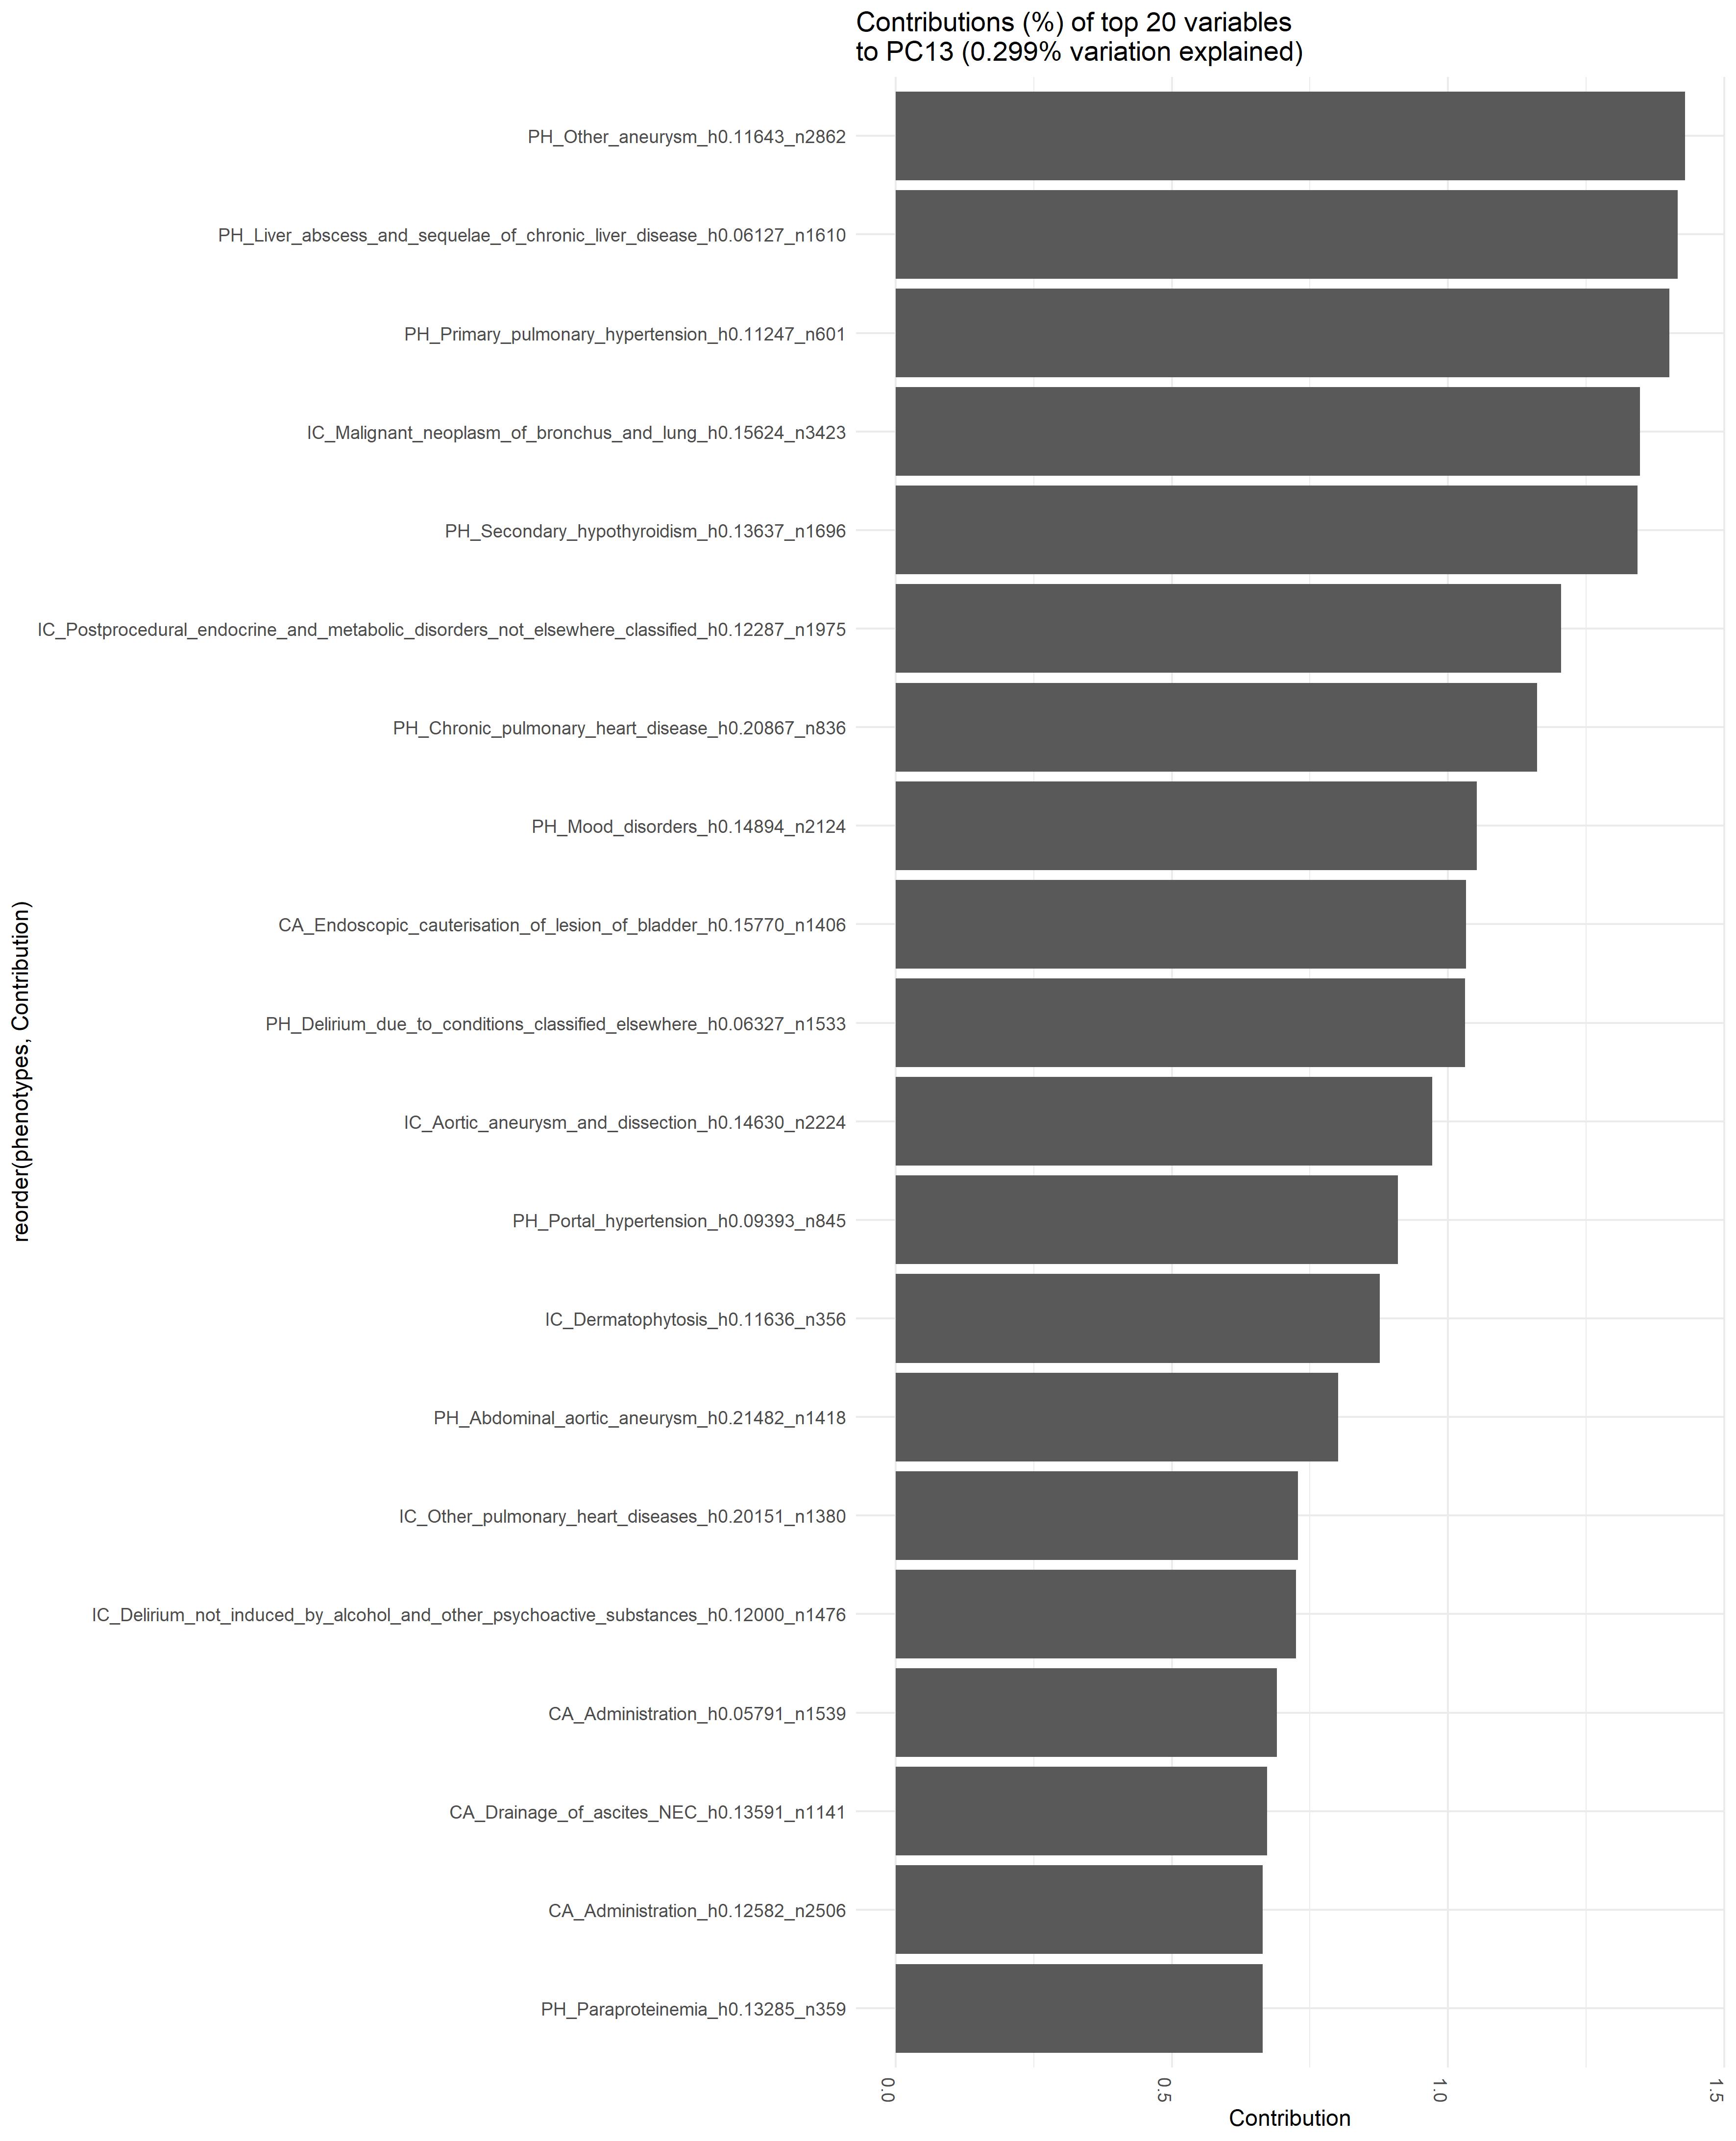 Contributions (%) of top 20 variables
to PC13 (0.299% variation explained)
PH_Other_aneurysm_h0.11643_n2862
PH_Liver_abscess_and_sequelae_of_chronic_liver_disease_h0.06127_n1610
PH_Primary_pulmonary_hypertension_h0.11247_n601
IC_Malignant_neoplasm_of_bronchus_and_lung_h0.15624_n3423
PH_Secondary_hypothyroidism_h0.13637_n1696
IC_Postprocedural_endocrine_and_metabolic_disorders_not_elsewhere_classified_h0.12287_n1975
PH_Chronic_pulmonary_heart_disease_h0.20867_n836
PH_Mood_disorders_h0.14894_n2124
CA_Endoscopic_cauterisation_of_lesion_of_bladder_h0.15770_n1406
PH_Delirium_due_to_conditions_classified_elsewhere_h0.06327_n1533
IC_Aortic_aneurysm_and_dissection_h0.14630_n2224
PH_Portal_hypertension_h0.09393_n845
IC_Dermatophytosis_h0.11636_n356
PH_Abdominal_aortic_aneurysm_h0.21482_n1418
IC_Other_pulmonary_heart_diseases_h0.20151_n1380
IC_Delirium_not_induced_by_alcohol_and_other_psychoactive_substances_h0.12000_n1476
CA_Administration_h0.05791_n1539
CA_Drainage_of_ascites_NEC_h0.13591_n1141
CA_Administration_h0.12582_n2506
PH_Paraproteinemia_h0.13285_n359
reorder(phenotypes, Contribution)
0.0
0.5
1.0
1.5
Contribution